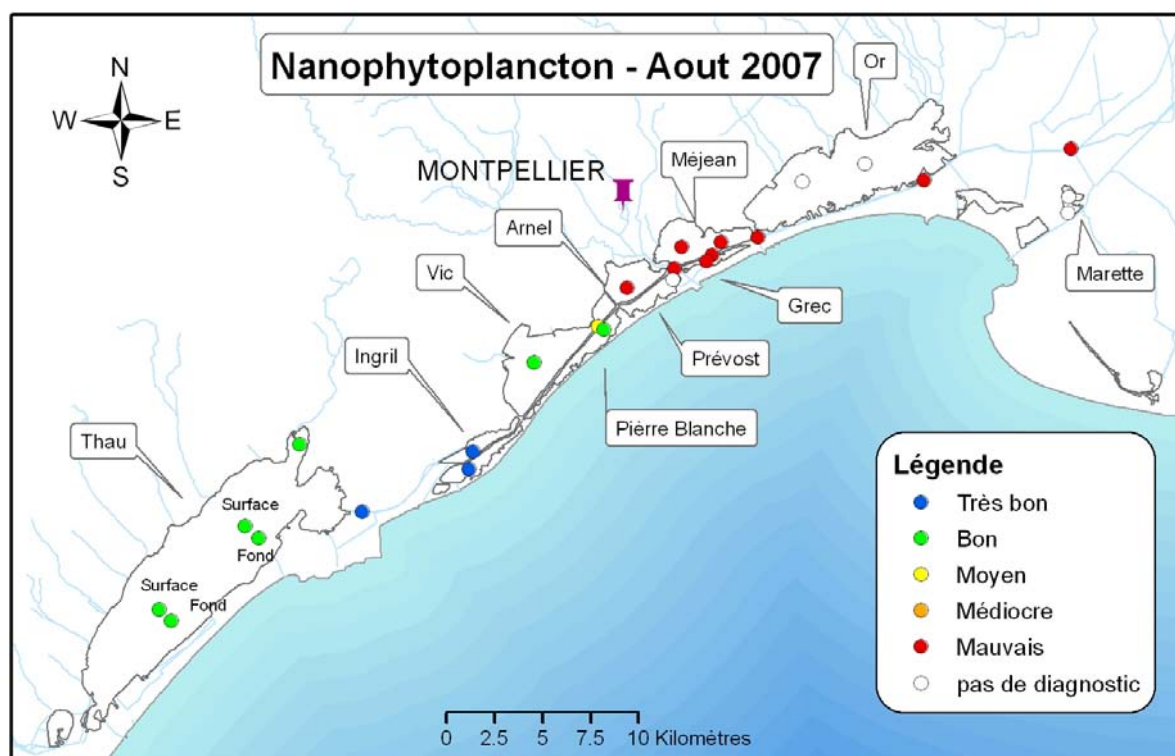 Nanophytoplancton - Aout 2007
N
W E
S
Or
Méjean
MONTPELLIER
Arnel
Vic
Marette
Grec
Ingril
Prévost
Pièrre Blanche
Thau
Surface
Fond
Surface
Fond
Légende
Très bon
Bon
Moyen
Médiocre
Mauvais
pas de diagnostic
0 2.5 5 7.5 10 Kilomètres